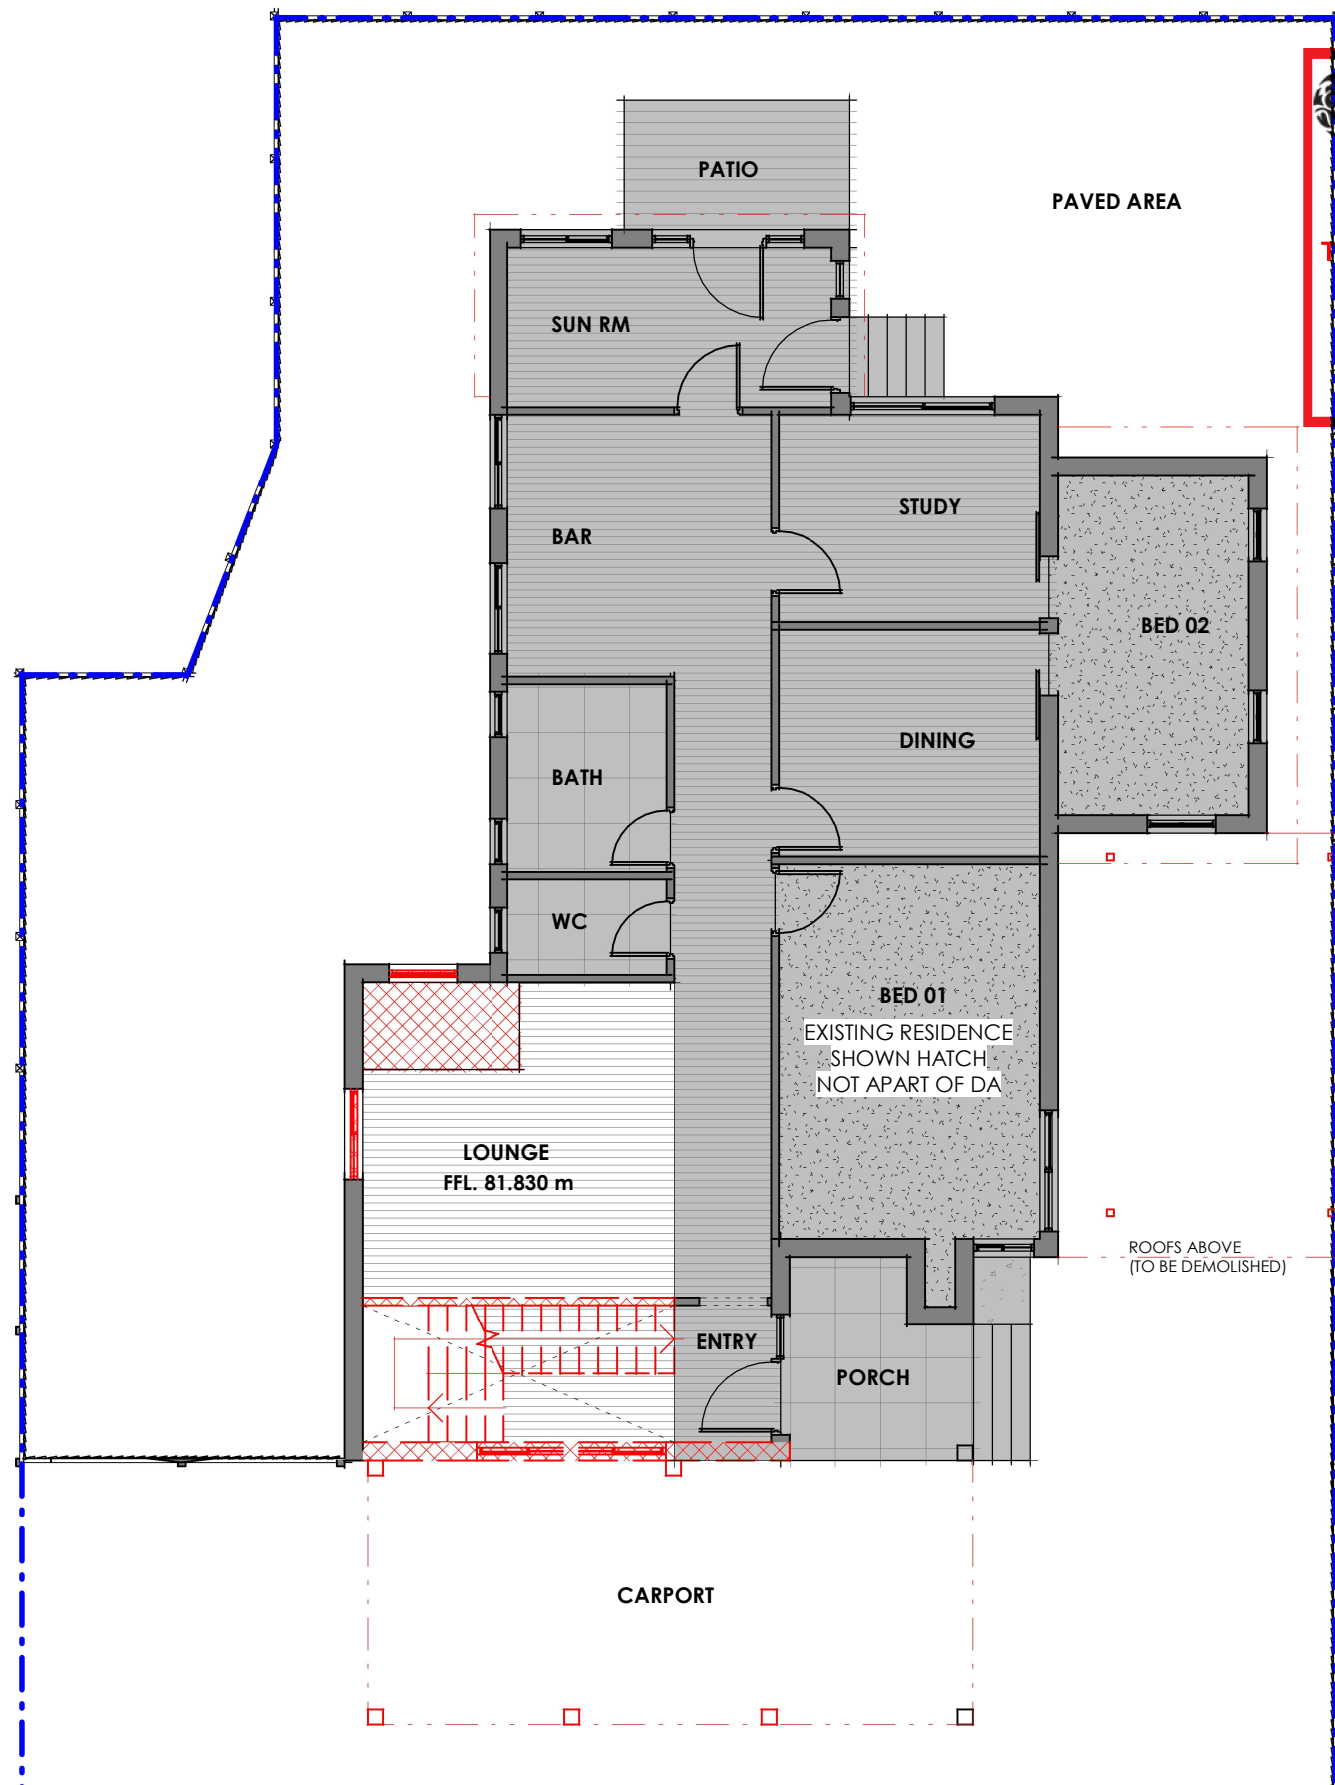 PATIO
PAVED AREA
SUN RM
STUDY
BAR
BED 02
DINING
BATH
WC
BED 01
EXISTING RESIDENCE
SHOWN HATCH
NOT APART OF DA
LOUNGE
FFL. 81.830 m
ROOFS ABOVE
(TO BE DEMOLISHED)
ENTRY
PORCH
CARPORT